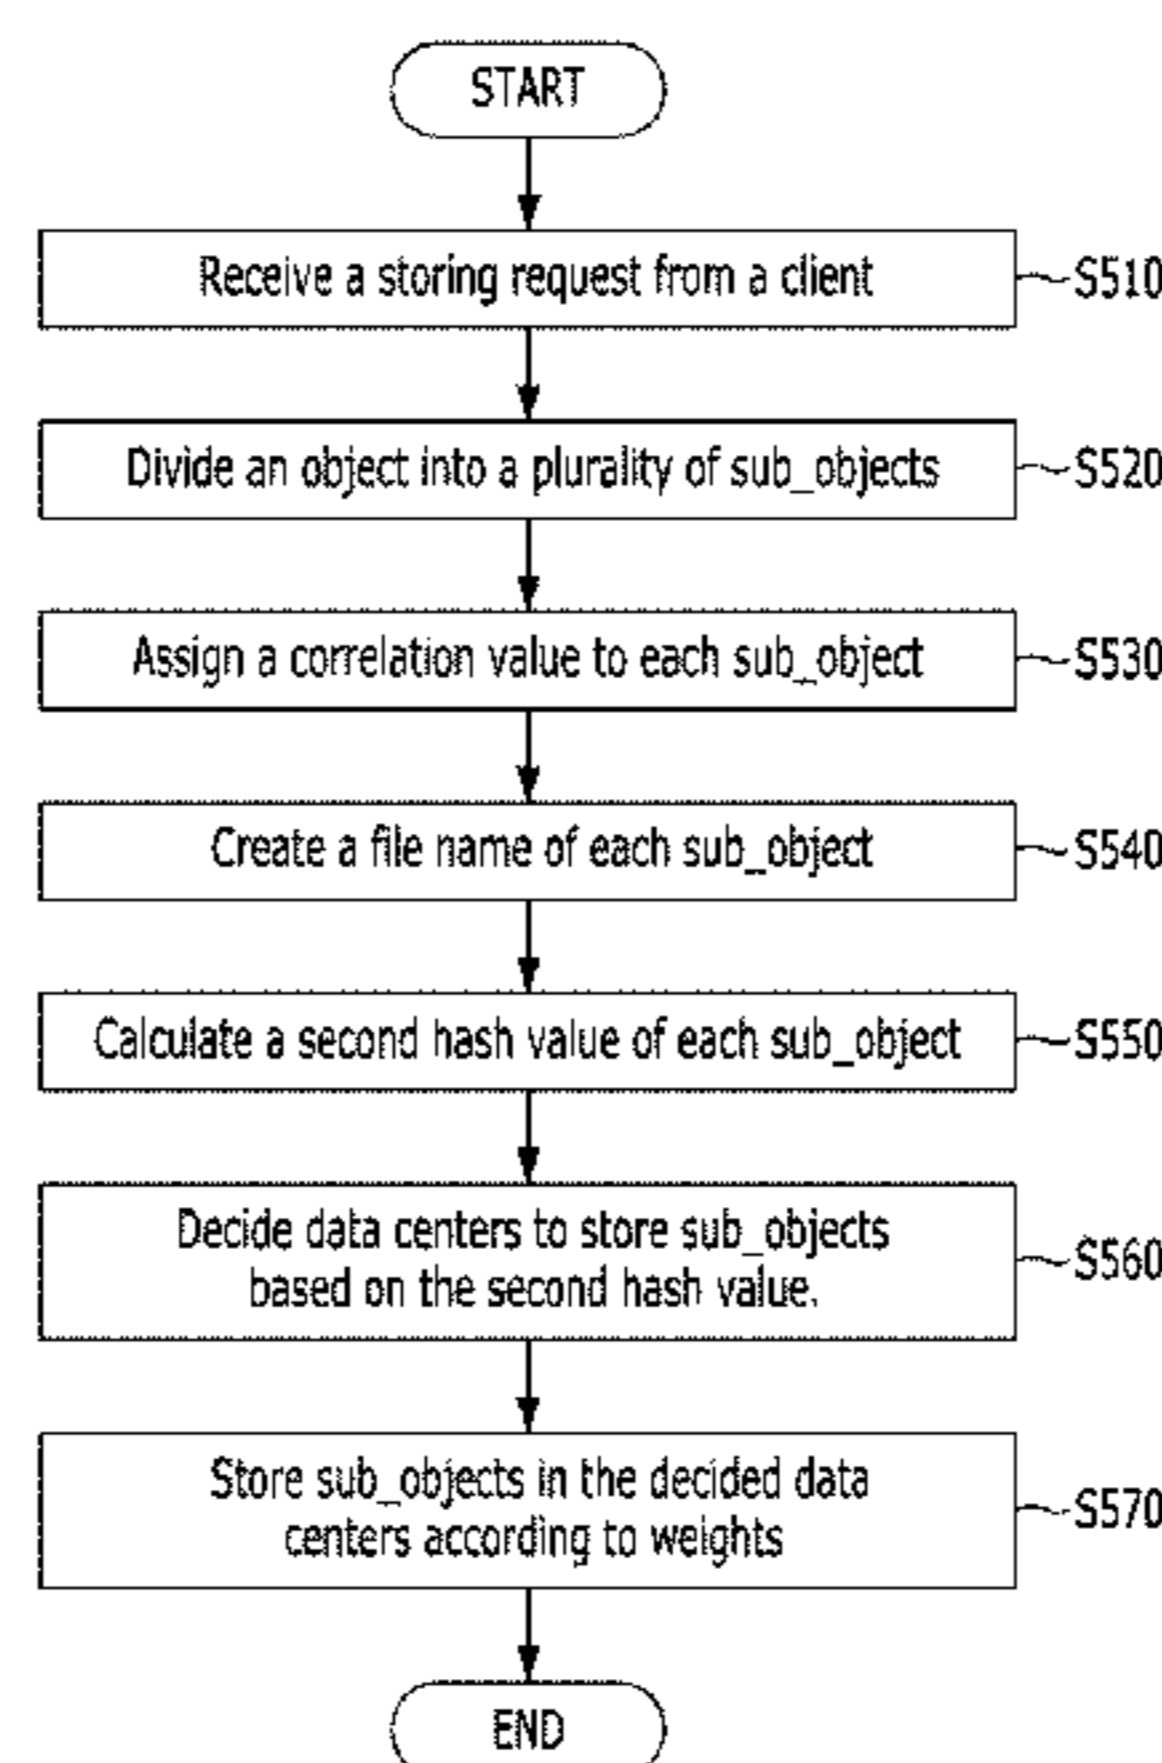 START
Receive a storing request from a client
S510
Divide an object into a plurality of sub_objects
S520
Assign a correlation value to each sub_object
S530
Create a file name of each sub_object
S540
Calculate a second hash value of each sub_object
S550
Decide data centers to store sub_objects
based on the second hash value.
S560
Store sub_objects in the decided data
centers according to weights
S570
END